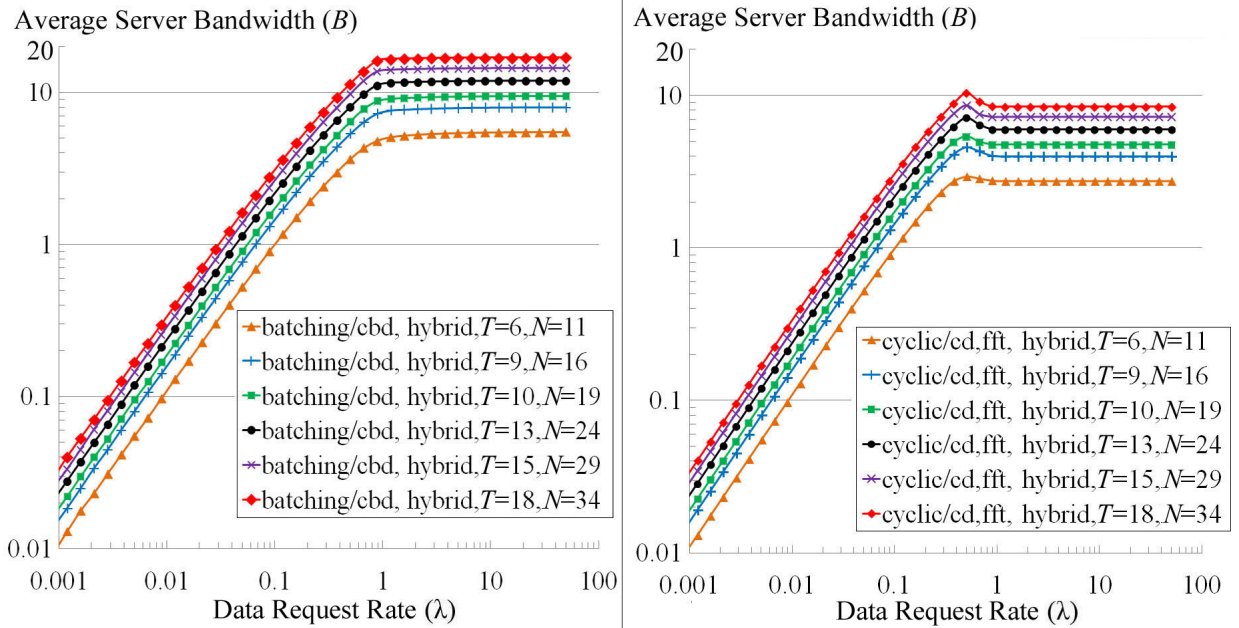 Average Server Bandwidth (B)
20
10
1
0.1
0.01
0.001
0.01
0.1
1
10
100
Data Request Rate (λ)
batching/cbd, hybrid,T=6,N=11
batching/cbd, hybrid,T=9,N=16
batching/cbd, hybrid,T=10,N=19
batching/cbd, hybrid,T=13,N=24
batching/cbd, hybrid,T=15,N=29
batching/cbd, hybrid,T=18,N=34
Average Server Bandwidth (B)
20
10
1
0.1
0.01
0.001
0.01
0.1
1
10
100
Data Request Rate (λ)
cyclic/cd,fft, hybrid,T=6,N=11
cyclic/cd,fft, hybrid,T=9,N=16
cyclic/cd,fft, hybrid,T=10,N=19
cyclic/cd,fft, hybrid,T=13,N=24
cyclic/cd,fft, hybrid,T=15,N=29
cyclic/cd,fft, hybrid,T=18,N=34